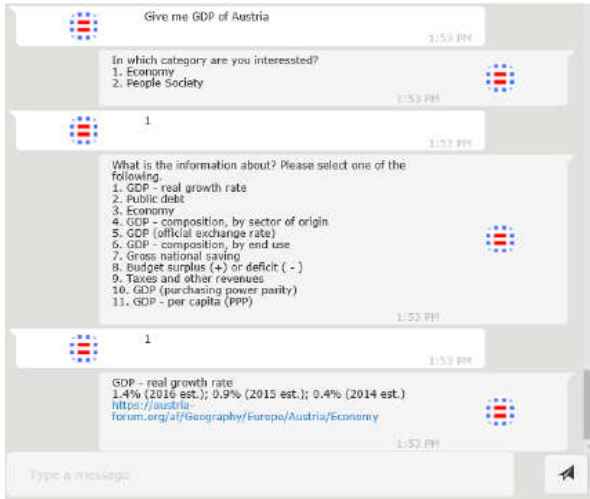 Give me GDP of Austria
1:53 PM
In which category are you interessted?
1. Economy
2. People Society
1:53 PM
1
1:53 PM
What is the information about? Please select one of the
following.
1. GDP - real growth rate
2. Public debt
3. Economy
4. GDP - composition, by sector of origin
5. GDP (official exchange rate)
6. GDP - composition, by end use
7. Gross national saving
8. Budget surplus (+) or deficit ( - )
9. Taxes and other revenues
10. GDP (purchasing power parity)
11. GDP - per capita (PPP)
1:53 PM
1
1:53 PM
GDP - real growth rate
1.4% (2016 est.); 0.9% (2015 est.); 0.4% (2014 est.)
https://austria-
forum.org/af/Geography/Europe/Austria/Economy
1:53 PM
Type a message